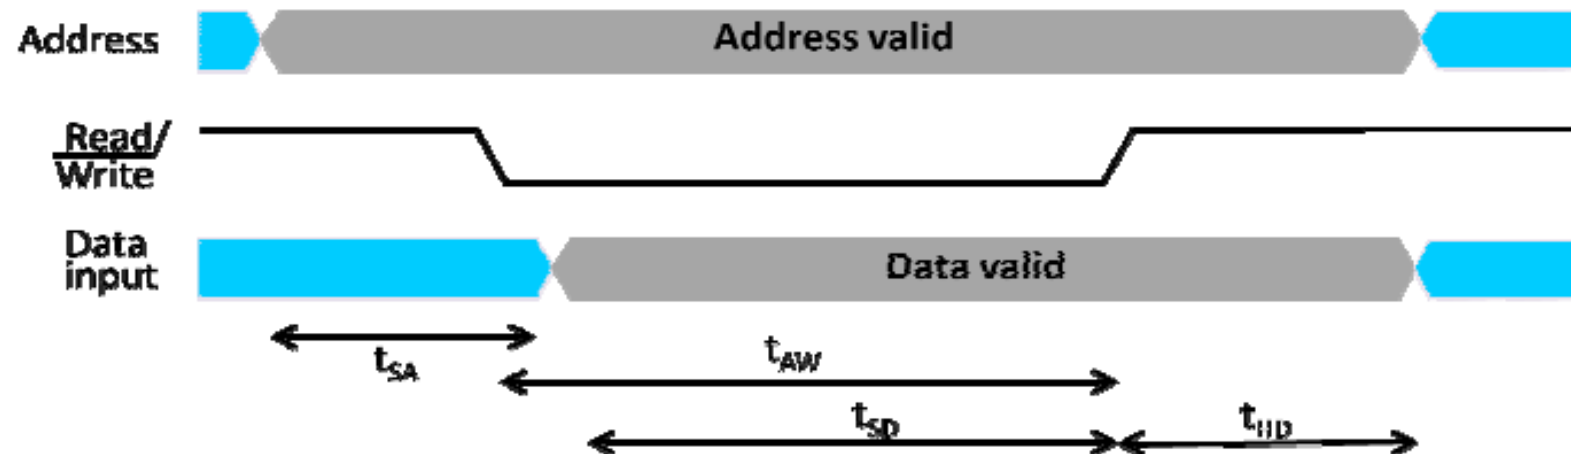 Address
Address valid
Read/
Write
Data
input
Data valid
tSA
tAW
tSD
tHD